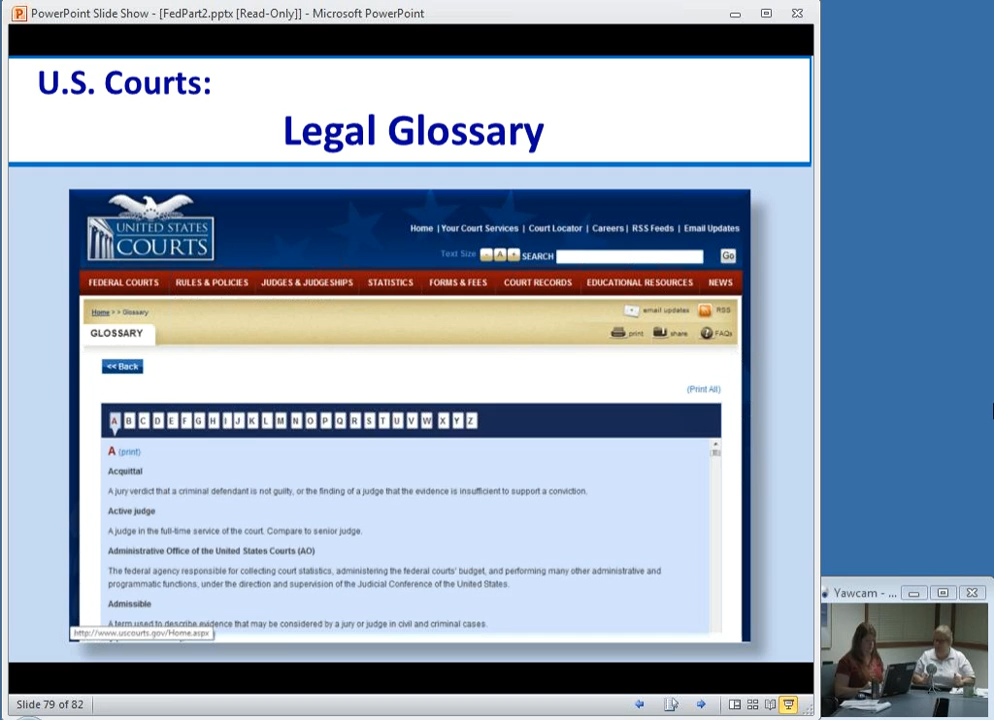 PowerPoint Slide Show - [FedPart2.pptx [Read-Only]] - Microsoft PowerPoint
U.S. Courts:
Legal Glossary
UNITED STATES
COURTS
Home | Your Court Services | Court Locator | Careers | RSS Feeds | Email Updates
Text Size - A + SEARCH Go
FEDERAL COURTS RULES & POLICIES JUDGES & JUDGESHIPS STATISTICS FORMS & FEES COURT RECORDS EDUCATIONAL RESOURCES NEWS
Home > > Glossary
email updates RSS
GLOSSARY
print share FAQs
<< Back
(Print All)
A B C D E F G H I J K L M N O P Q R S T U V W X Y Z
A (print)
Acquittal
A jury verdict that a criminal defendant is not guilty, or the finding of a judge that the evidence is insufficient to support a conviction.
Active judge
A judge in the full-time service of the court. Compare to senior judge.
Administrative Office of the United States Courts (AO)
The federal agency responsible for collecting court statistics, administering the federal courts' budget, and performing many other administrative and
programmatic functions, under the direction and supervision of the Judicial Conference of the United States.
Admissible
A term used to describe evidence that may be considered by a jury or judge in civil and criminal cases.
http://www.uscourts.gov/Home.aspx
Yawcam - ...
Slide 79 of 82